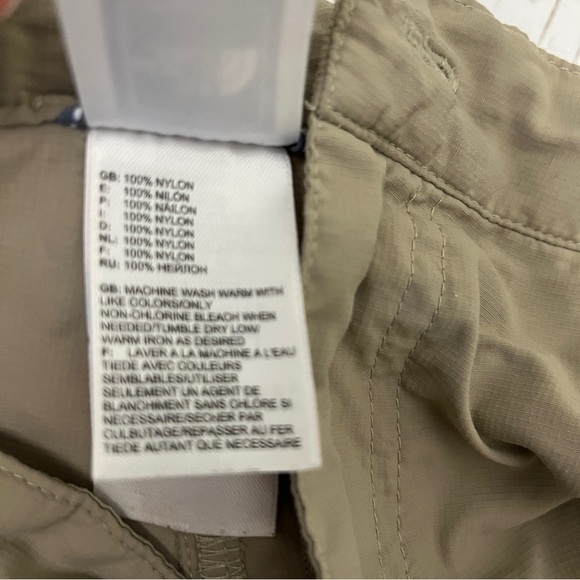 GB: 100% NYLON
E: 100% NILÓN
P: 100% NÁILON
I: 100% NYLON
D: 100% NYLON
NL: 100% NYLON
F: 100% NYLON
RU: 100% НЕЙЛОН
GB: MACHINE WASH WARM WITH
LIKE COLORS/ONLY
NON-CHLORINE BLEACH WHEN
NEEDED/TUMBLE DRY LOW/
WARM IRON AS DESIRED
F: LAVER A LA MACHINE A L'EAU
TIEDE AVEC COULEURS
SEMBLABLES/UTILISER
SEULEMENT UN AGENT DE
BLANCHIMENT SANS CHLORE SI
NECESSAIRE/SECHER PAR
CULBUTAGE/REPASSER AU FER
TIEDE AUTANT QUE NECESSAIRE